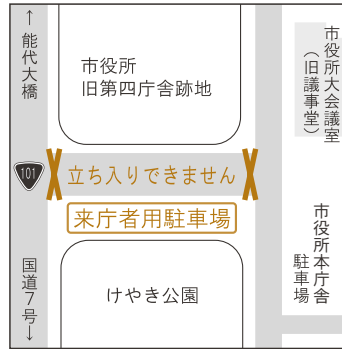 ↑能代大橋
市役所
旧第四庁舎跡地
市役所大会議室
（旧議事堂）
101
立ち入りできません
来庁者用駐車場
市役所本庁舎
駐車場
国道7号↓
けやき公園